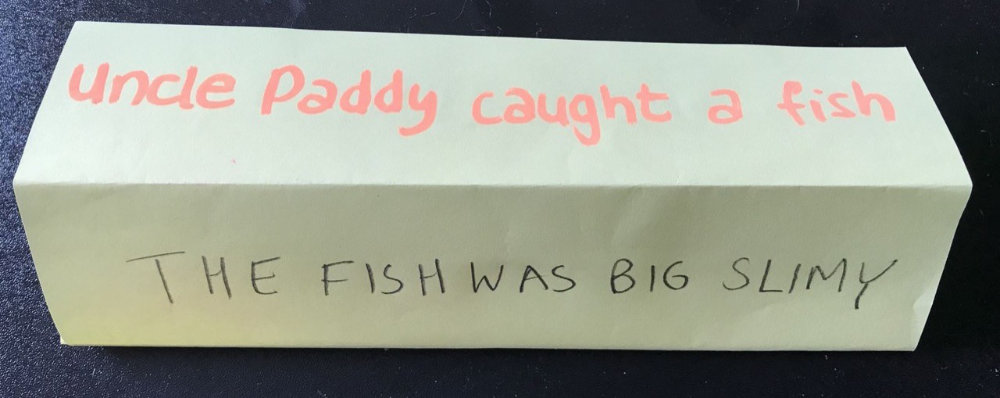 uncle Paddy caught a fish
THE FISH WAS BIG SLIMY